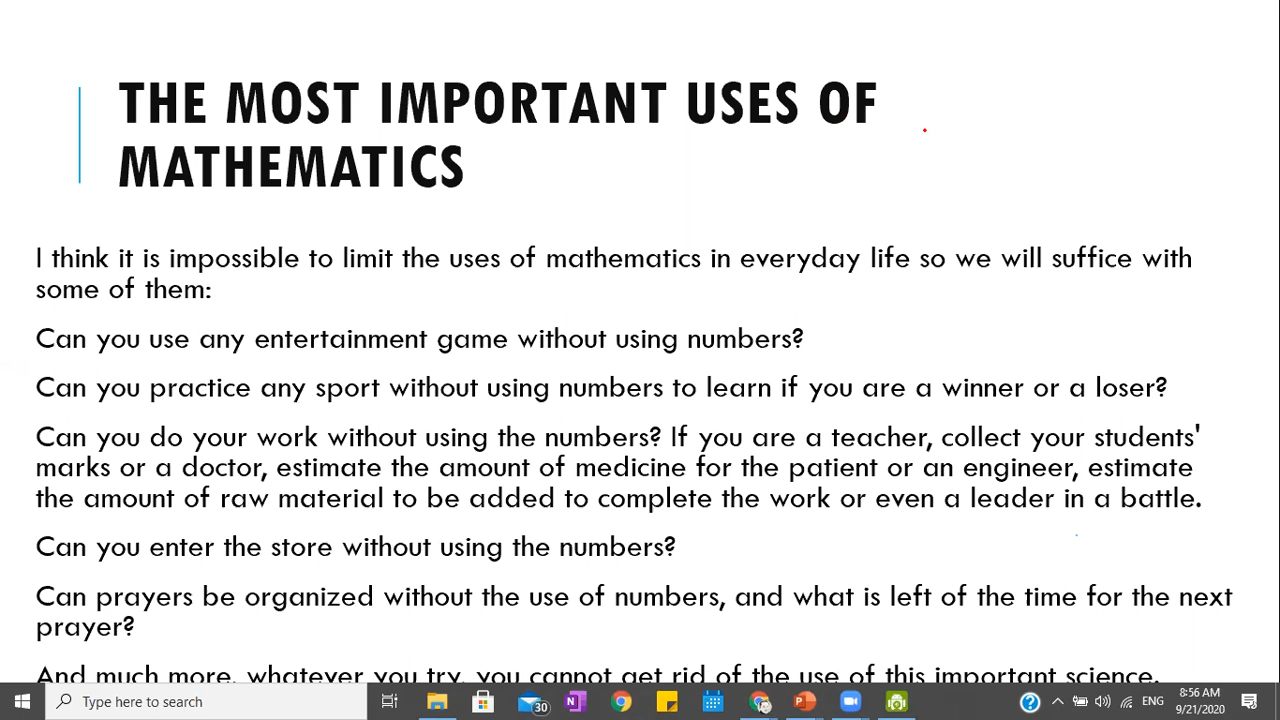 THE MOST IMPORTANT USES OF
MATHEMATICS
I think it is impossible to limit the uses of mathematics in everyday life so we will suffice with
some of them:
Can you use any entertainment game without using numbers?
Can you practice any sport without using numbers to learn if you are a winner or a loser?
Can you do your work without using the numbers? If you are a teacher, collect your students'
marks or a doctor, estimate the amount of medicine for the patient or an engineer, estimate
the amount of raw material to be added to complete the work or even a leader in a battle.
Can you enter the store without using the numbers?
Can prayers be organized without the use of numbers, and what is left of the time for the next
prayer?
And much more, whatever you try, you cannot get rid of the use of this important science.
Type here to search
30
ENG
8:56 AM
9/21/2020